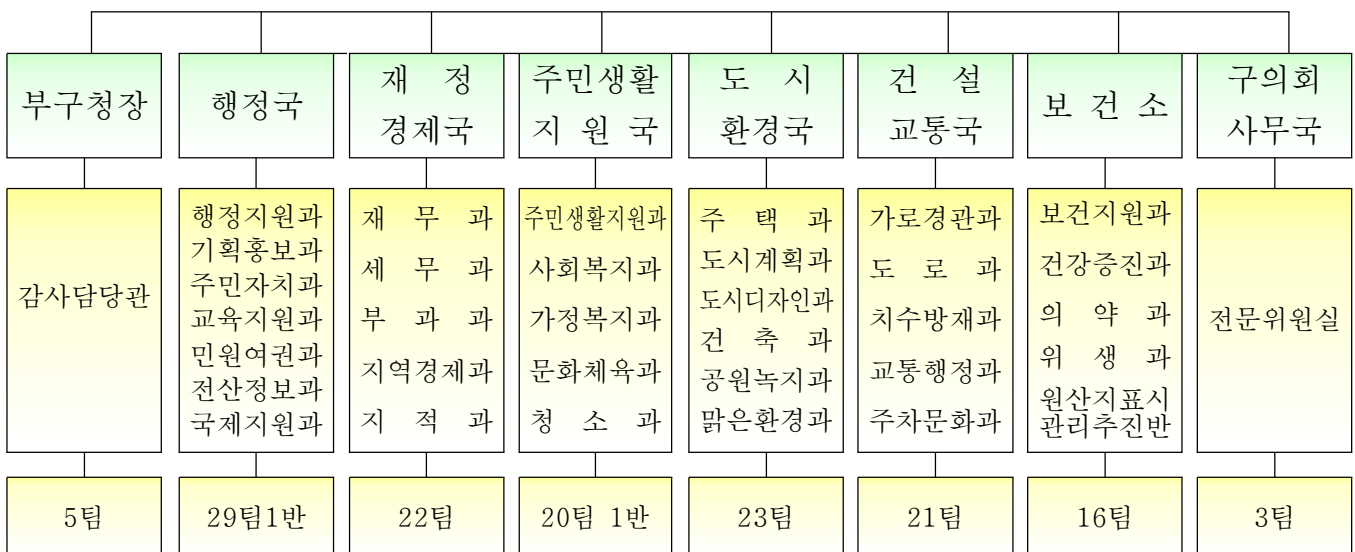 부구청장
행정국
재 정
경제국
주민생활
지 원 국
도 시
환경국
건 설
교통국
보 건 소
구의회
사무국
감사담당관
행정지원과
기획홍보과
주민자치과
교육지원과
민원여권과
전산정보과
국제지원과
재 무 과
세 무 과
부 과 과
지역경제과
지 적 과
주민생활지원과
사회복지과
가정복지과
문화체육과
청 소 과
주 택 과
도시계획과
도시디자인과
건 축 과
공원녹지과
맑은환경과
가로경관과
도 로 과
치수방재과
교통행정과
주차문화과
보건지원과
건강증진과
의 약 과
위 생 과
원산지표시
관리추진반
전문위원실
5팀
29팀1반
22팀
20팀 1반
23팀
21팀
16팀
3팀